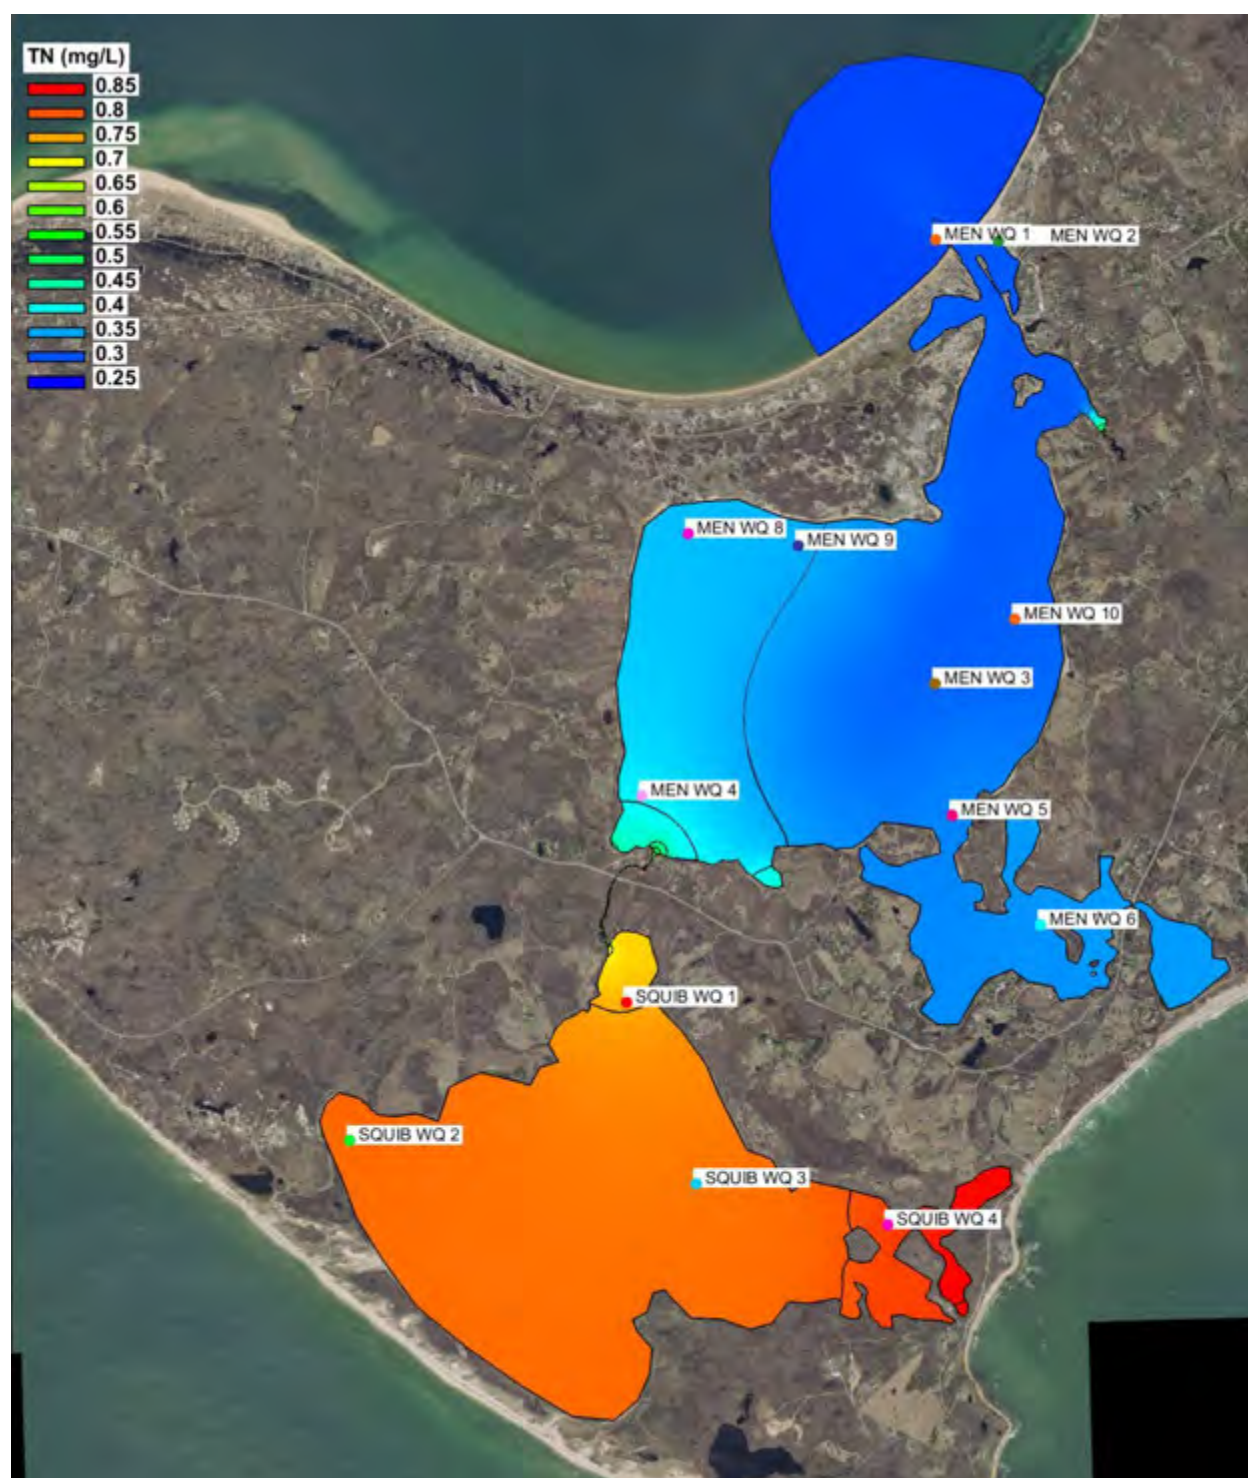 TN (mg/L)
0.85
0.8
0.75
0.7
0.65
0.6
0.55
0.5
0.45
0.4
0.35
0.3
0.25
MEN WQ 1
MEN WQ 2
MEN WQ 8
MEN WQ 9
MEN WQ 10
MEN WQ 3
MEN WQ 4
MEN WQ 5
MEN WQ 6
SQUIB WQ 1
SQUIB WQ 2
SQUIB WQ 3
SQUIB WQ 4